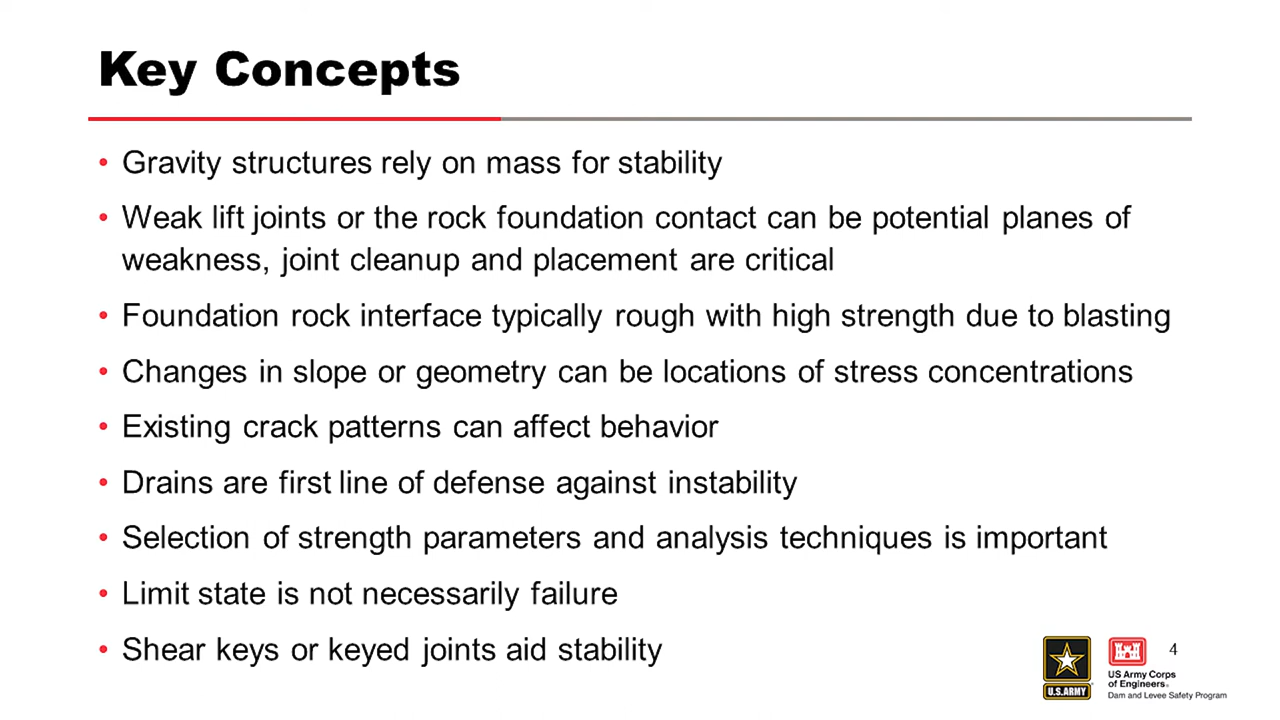 Key Concepts
• Gravity structures rely on mass for stability
• Weak lift joints or the rock foundation contact can be potential planes of
weakness, joint cleanup and placement are critical
• Foundation rock interface typically rough with high strength due to blasting
• Changes in slope or geometry can be locations of stress concentrations
• Existing crack patterns can affect behavior
• Drains are first line of defense against instability
• Selection of strength parameters and analysis techniques is important
• Limit state is not necessarily failure
• Shear keys or keyed joints aid stability
4
U.S.ARMY
US Army Corps
of Engineers®
Dam and Levee Safety Program